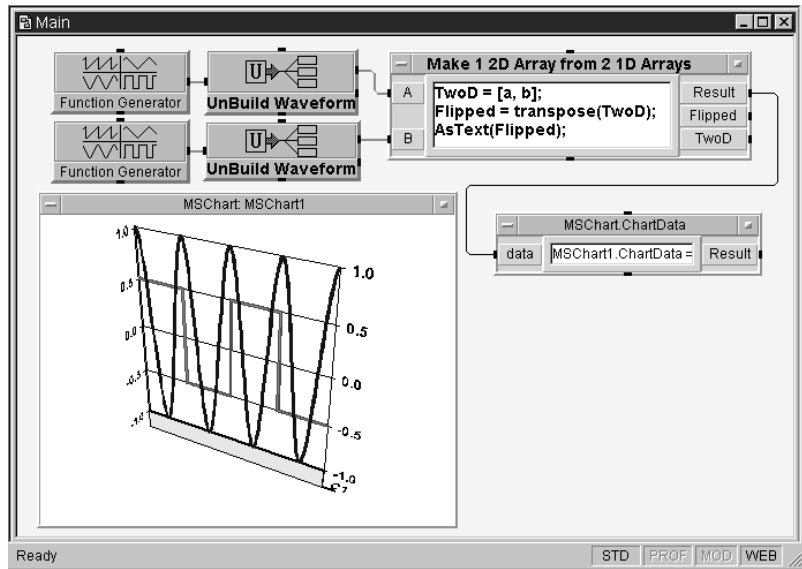 Main
Function Generator
UnBuild Waveform
Function Generator
UnBuild Waveform
Make 1 2D Array from 2 1D Arrays
A
B
TwoD = [a, b];
Flipped = transpose(TwoD);
AsText(Flipped);
Result
Flipped
TwoD
MSChart: MSChart1
1.0
0.5
0.0
-0.5
-1.0
1.0
0.5
0.0
-0.5
-1.0
MSChart.ChartData
data
MSChart1.ChartData =
Result
Ready
STD
PROF
MOD
WEB